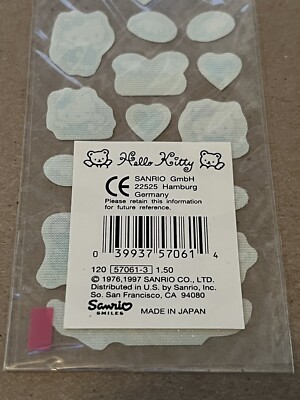 Hello Kitty
CE SANRIO GmbH
22525 Hamburg
Germany
Please retain this information
for future reference.
0 39937 57061 4
120 57061-3 1.50
© 1976,1997 SANRIO CO., LTD.
Distributed in U.S. by Sanrio, Inc.
So. San Francisco, CA 94080
Sanrio
SMILES
MADE IN JAPAN